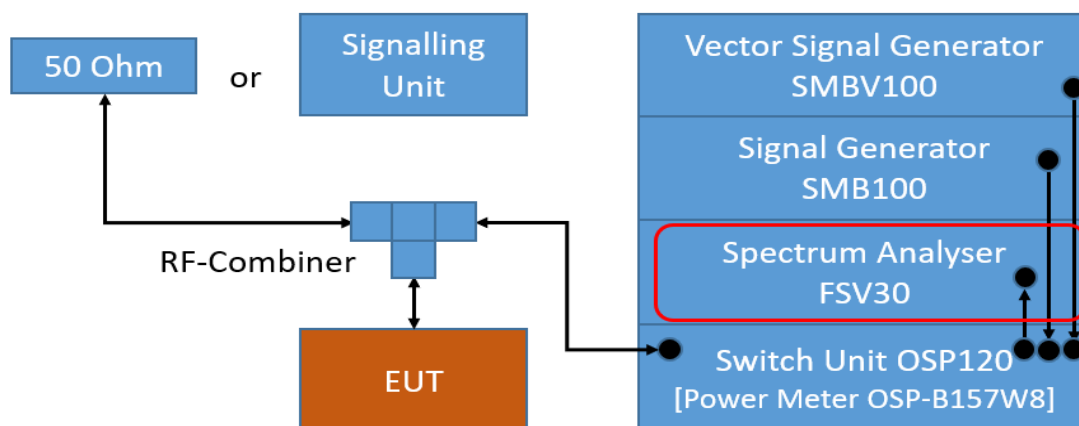 50 Ohm
or
Signalling
Unit
RF-Combiner
EUT
Vector Signal Generator
SMBV100
Signal Generator
SMB100
Spectrum Analyser
FSV30
Switch Unit OSP120
[Power Meter OSP-B157W8]